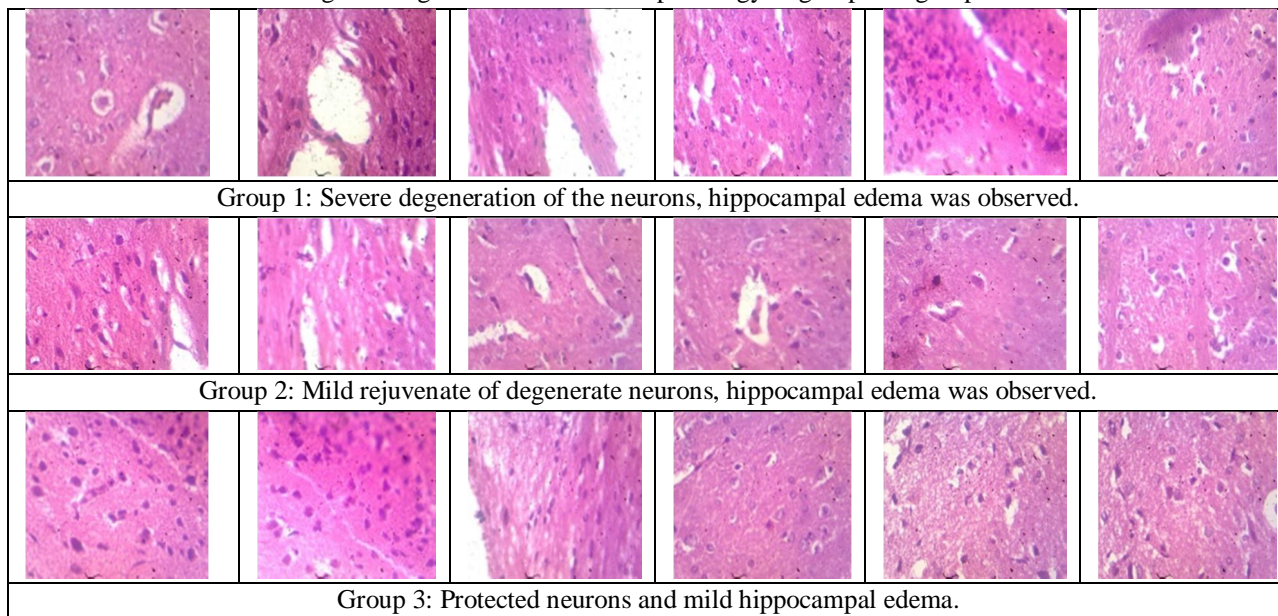 Group 1: Severe degeneration of the neurons, hippocampal edema was observed.
Group 2: Mild rejuvenate of degenerate neurons, hippocampal edema was observed.
Group 3: Protected neurons and mild hippocampal edema.